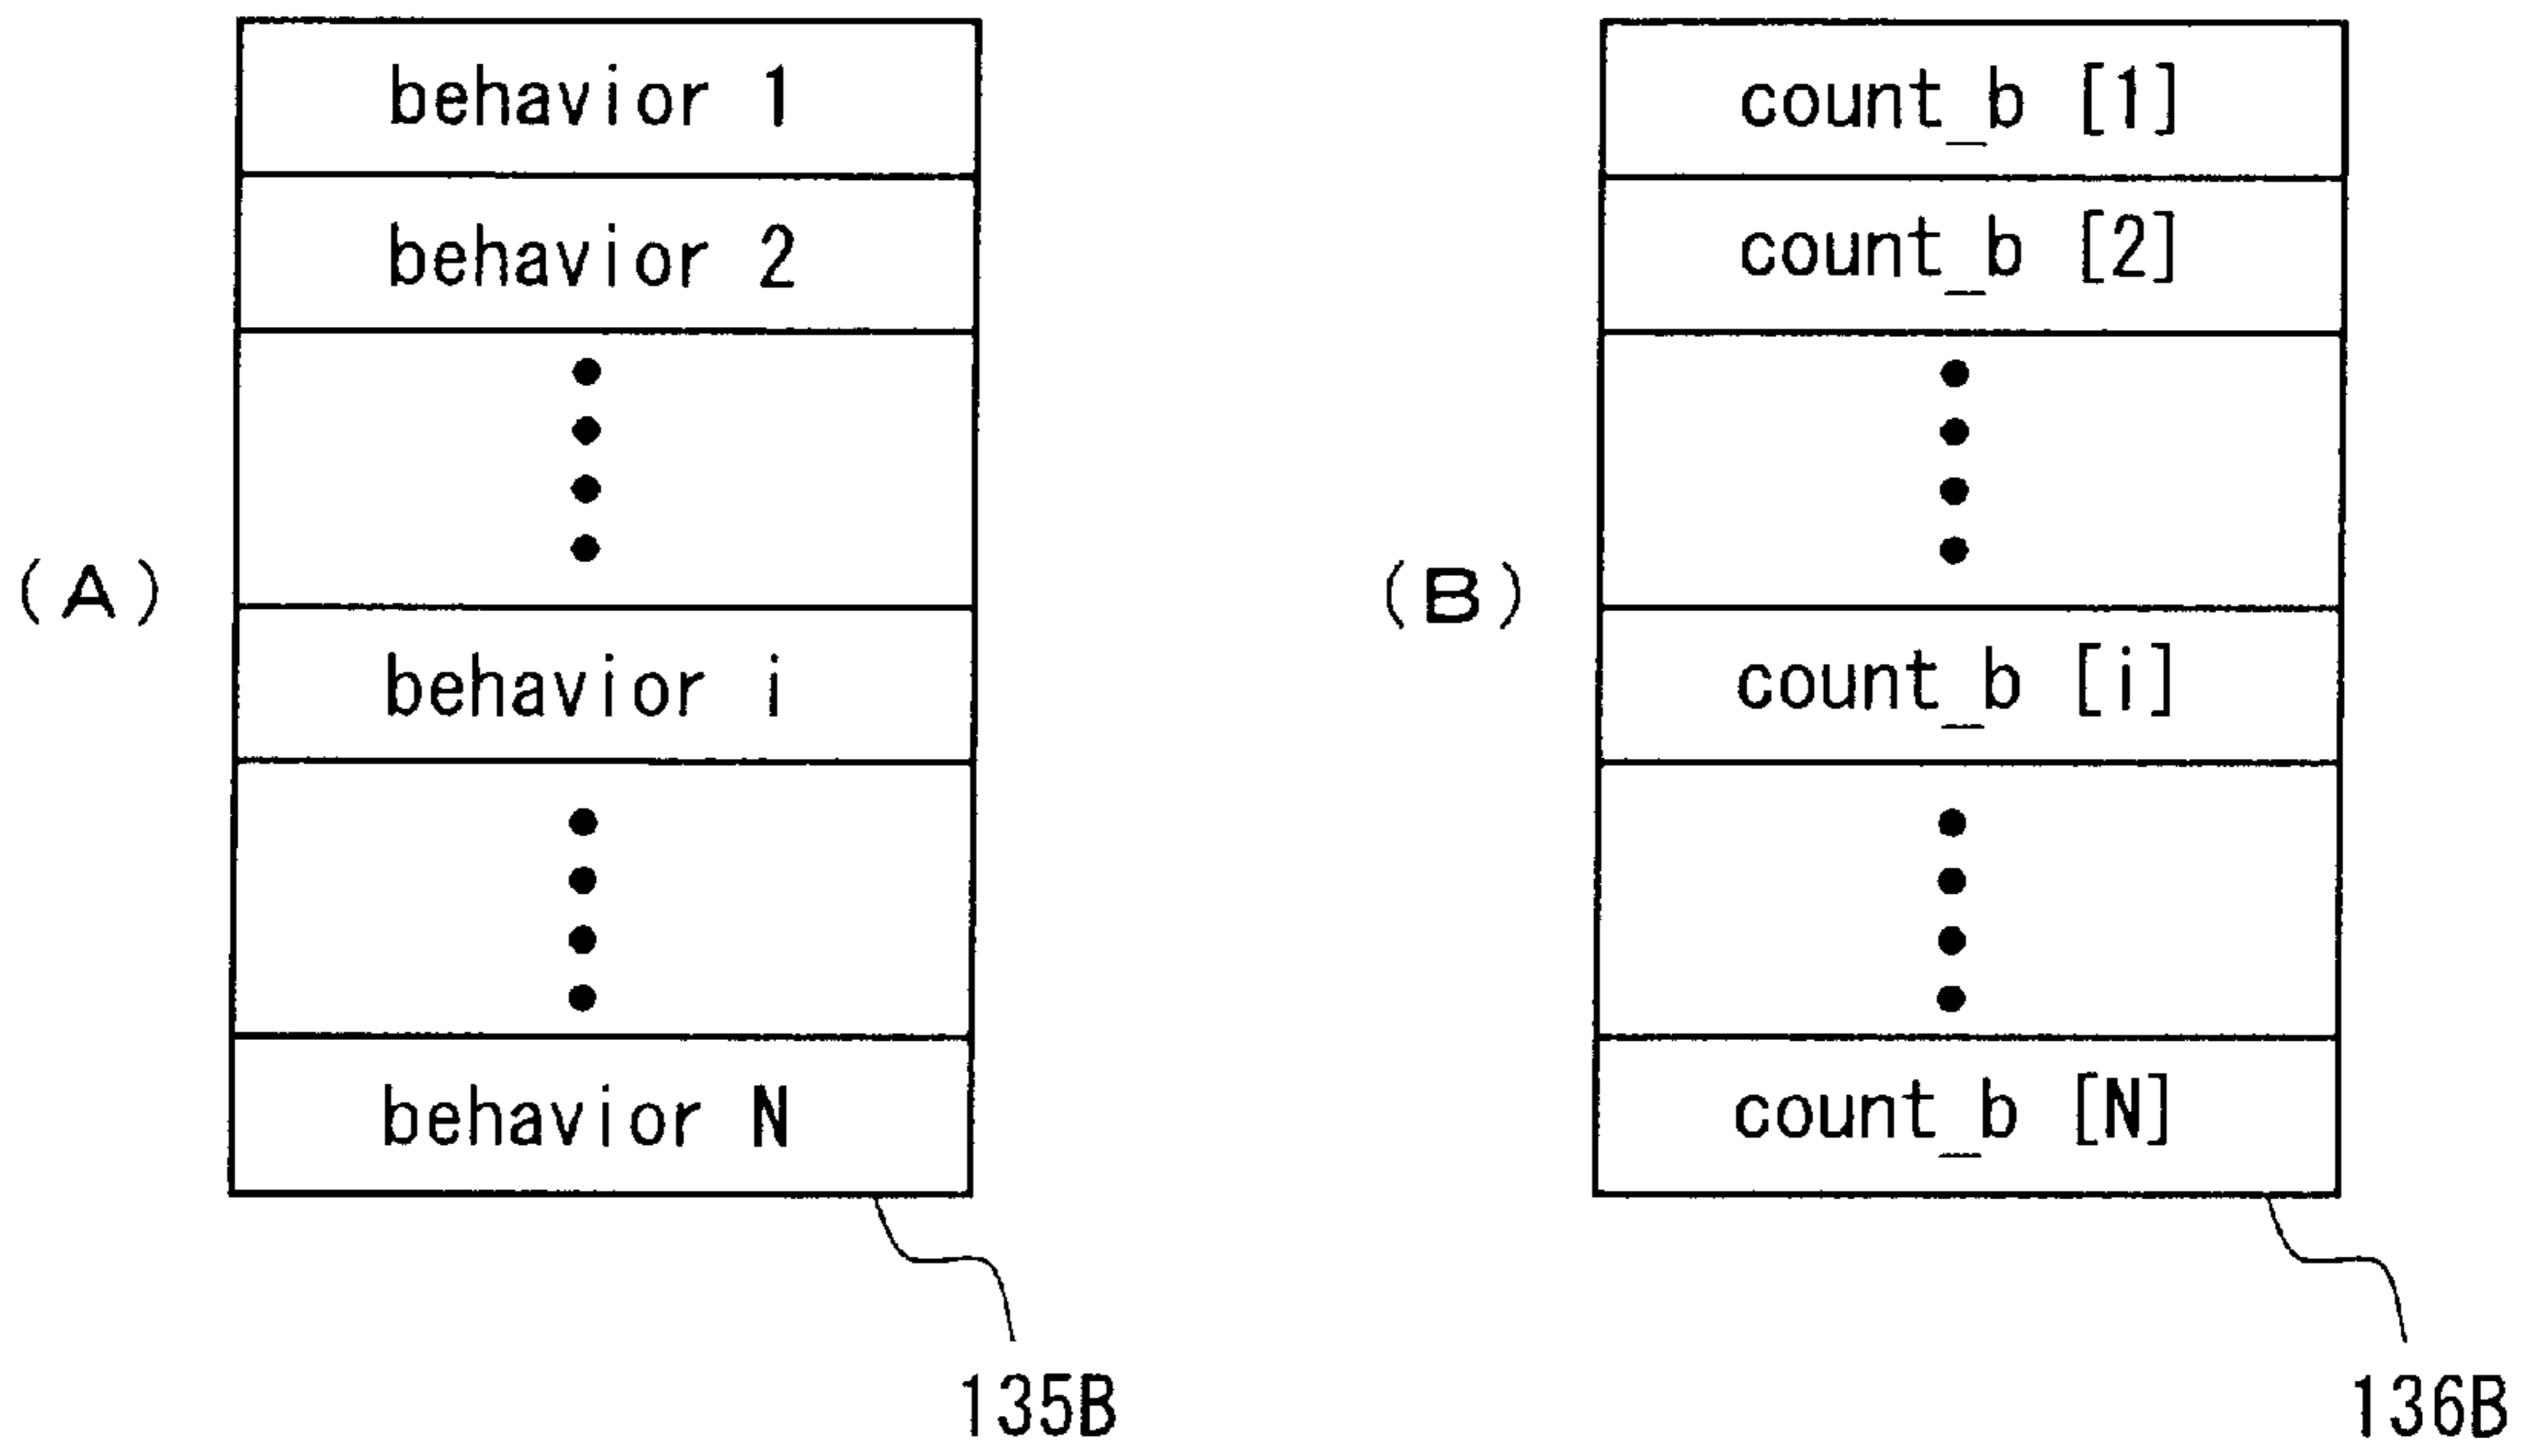 behavior 1
behavior 2
(A)
behavior i
behavior N
135B
count_b [1]
count_b [2]
(B)
count_b [i]
count_b [N]
136B